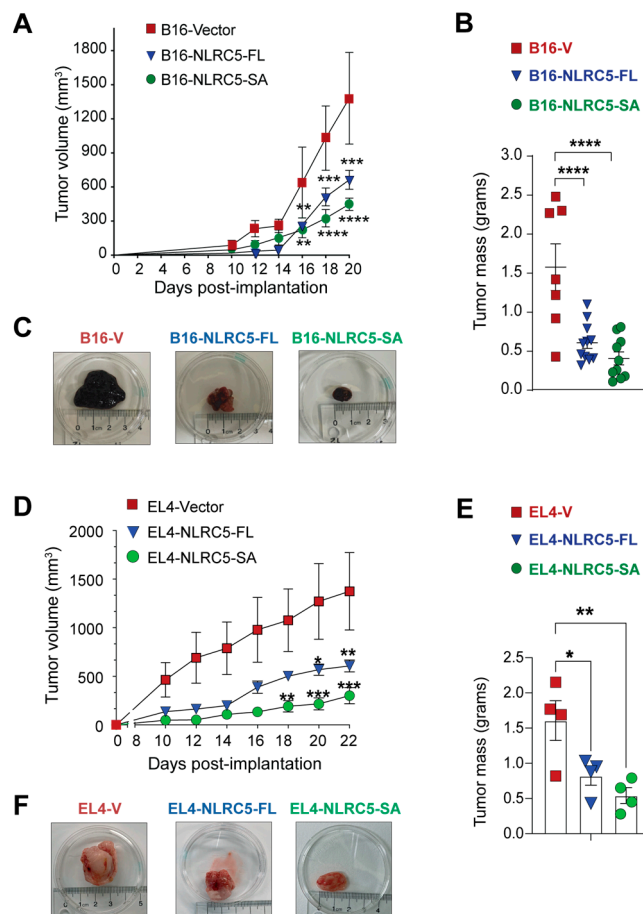 A
B16-Vector
B16-NLRC5-FL
B16-NLRC5-SA
Tumor volume (mm³)
1800
1500
1200
900
600
300
0
** *** ***
** **** ****
0 2 4 6 8 10 12 14 16 18 20
Days post-implantation
B
B16-V
B16-NLRC5-FL
B16-NLRC5-SA
****
****
Tumor mass (grams)
3.0
2.5
2.0
1.5
1.0
0.5
0.0
C
B16-V B16-NLRC5-FL B16-NLRC5-SA
D
EL4-Vector
EL4-NLRC5-FL
EL4-NLRC5-SA
Tumor volume (mm³)
2000
1500
1000
500
0
* **
** *** ***
0 8 10 12 14 16 18 20 22
Days post-implantation
E
EL4-V
EL4-NLRC5-FL
EL4-NLRC5-SA
**
*
Tumor mass (grams)
2.5
2.0
1.5
1.0
0.5
0.0
F
EL4-V EL4-NLRC5-FL EL4-NLRC5-SA